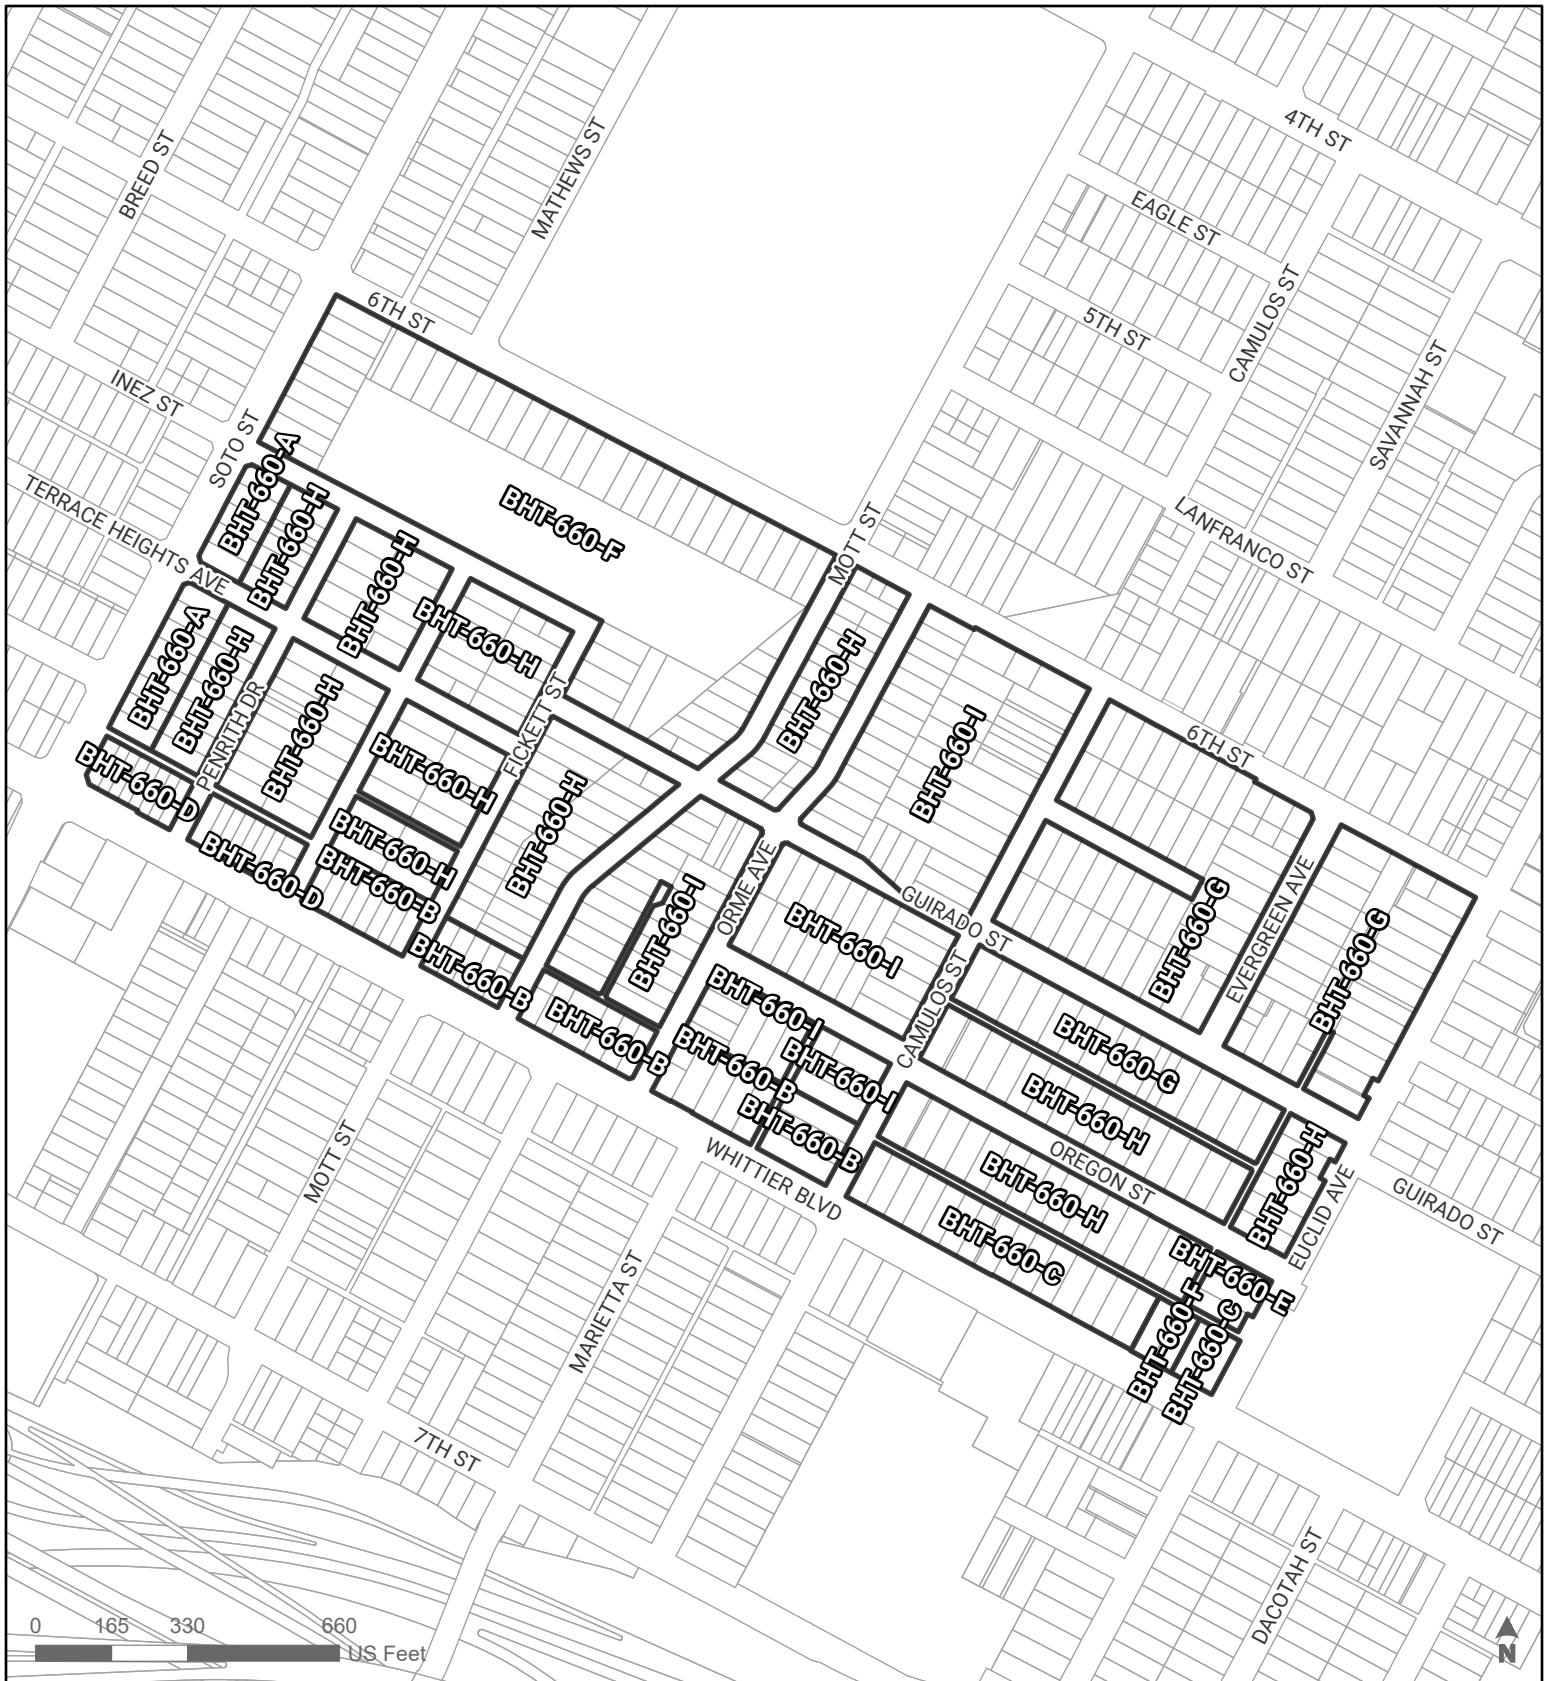 4TH ST
MATHEWS ST
BREED ST
EAGLE ST
CAMULOS ST
6TH ST
5TH ST
SAVANNAH ST
INEZ ST
SOTO ST
BHT-660-A
TERRACE HEIGHTS AVE
BHT-660-H
BHT-660-F
MOTT ST
LANFRANCO ST
BHT-660-H
BHT-660-H
BHT-660-A
BHT-660-H
PENRITH DR
BHT-660-H
FICKETT ST
BHT-660-H
BHT-660-I
6TH ST
BHT-660-D
BHT-660-H
BHT-660-H
BHT-660-H
BHT-660-D
BHT-660-B
ORME AVE
GUIRADO ST
BHT-660-G
EVERGREEN AVE
BHT-660-G
BHT-660-I
BHT-660-I
BHT-660-B
BHT-660-I
CAMULOS ST
BHT-660-B
BHT-660-B
BHT-660-I
BHT-660-G
BHT-660-H
BHT-660-B
WHITTIER BLVD
OREGON ST
BHT-660-H
BHT-660-H
EUCLID AVE
GUIRADO ST
MOTT ST
BHT-660-C
BHT-660-E
BHT-660-F
BHT-660-C
MARIETTA ST
7TH ST
DACOTAH ST
0 165 330 660
US Feet
N